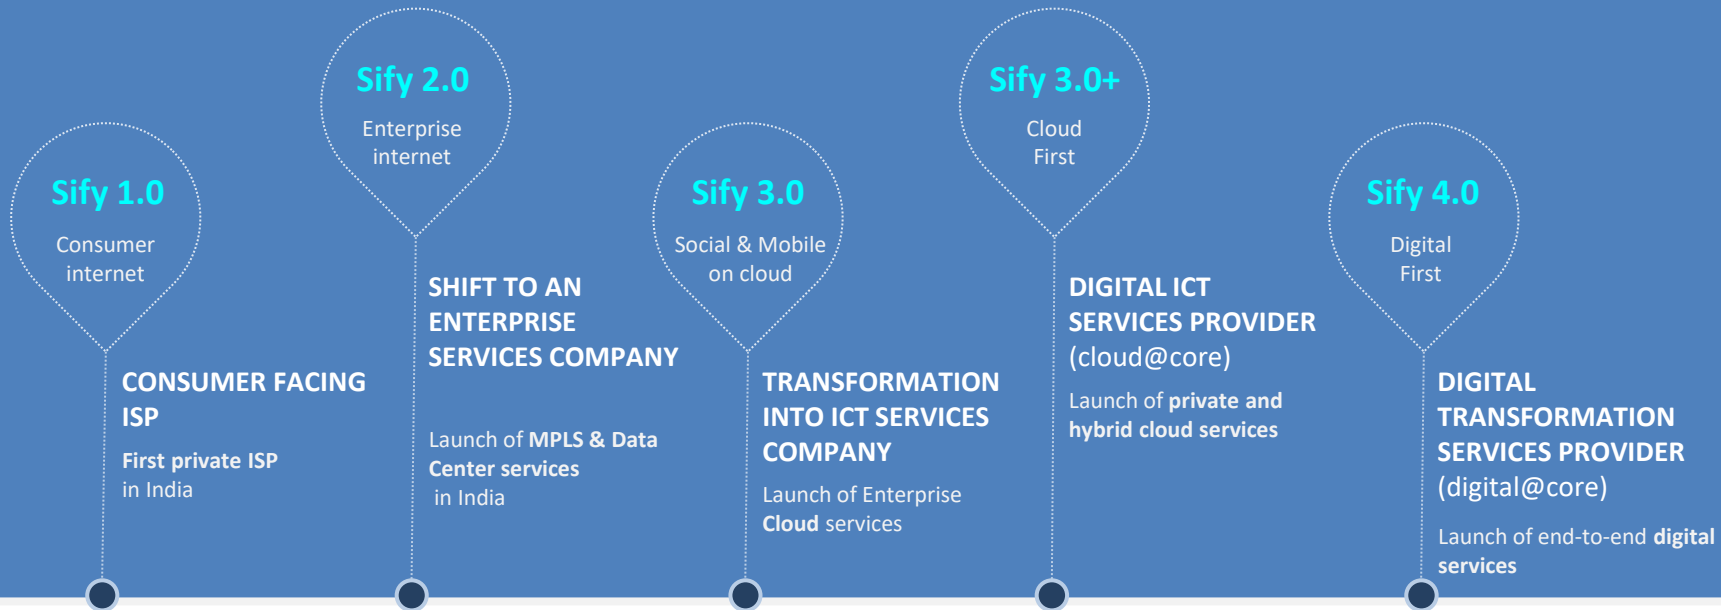 Sify 1.0
Consumer
internet
CONSUMER FACING
ISP
First private ISP
in India
Sify 2.0
Enterprise
internet
SHIFT TO AN
ENTERPRISE
SERVICES COMPANY
Launch of MPLS & Data
Center services
in India
Sify 3.0
Social & Mobile
on cloud
TRANSFORMATION
INTO ICT SERVICES
COMPANY
Launch of Enterprise
Cloud services
Sify 3.0+
Cloud
First
DIGITAL ICT
SERVICES PROVIDER
(cloud@core)
Launch of private and
hybrid cloud services
Sify 4.0
Digital
First
DIGITAL
TRANSFORMATION
SERVICES PROVIDER
(digital@core)
Launch of end-to-end digital
services